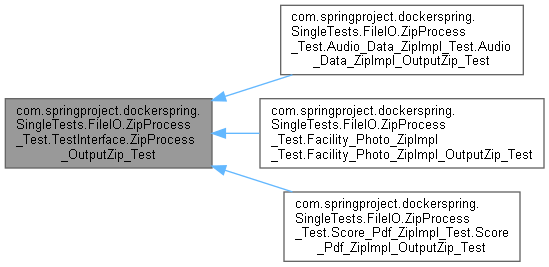 com.springproject.dockerspring.
SingleTests.FileIO.ZipProcess
_Test.TestInterface.ZipProcess
_OutputZip_Test
com.springproject.dockerspring.
SingleTests.FileIO.ZipProcess
_Test.Audio_Data_ZipImpl_Test.Audio
_Data_ZipImpl_OutputZip_Test
com.springproject.dockerspring.
SingleTests.FileIO.ZipProcess
_Test.Facility_Photo_ZipImpl
_Test.Facility_Photo_ZipImpl_OutputZip_Test
com.springproject.dockerspring.
SingleTests.FileIO.ZipProcess
_Test.Score_Pdf_ZipImpl_Test.Score
_Pdf_ZipImpl_OutputZip_Test